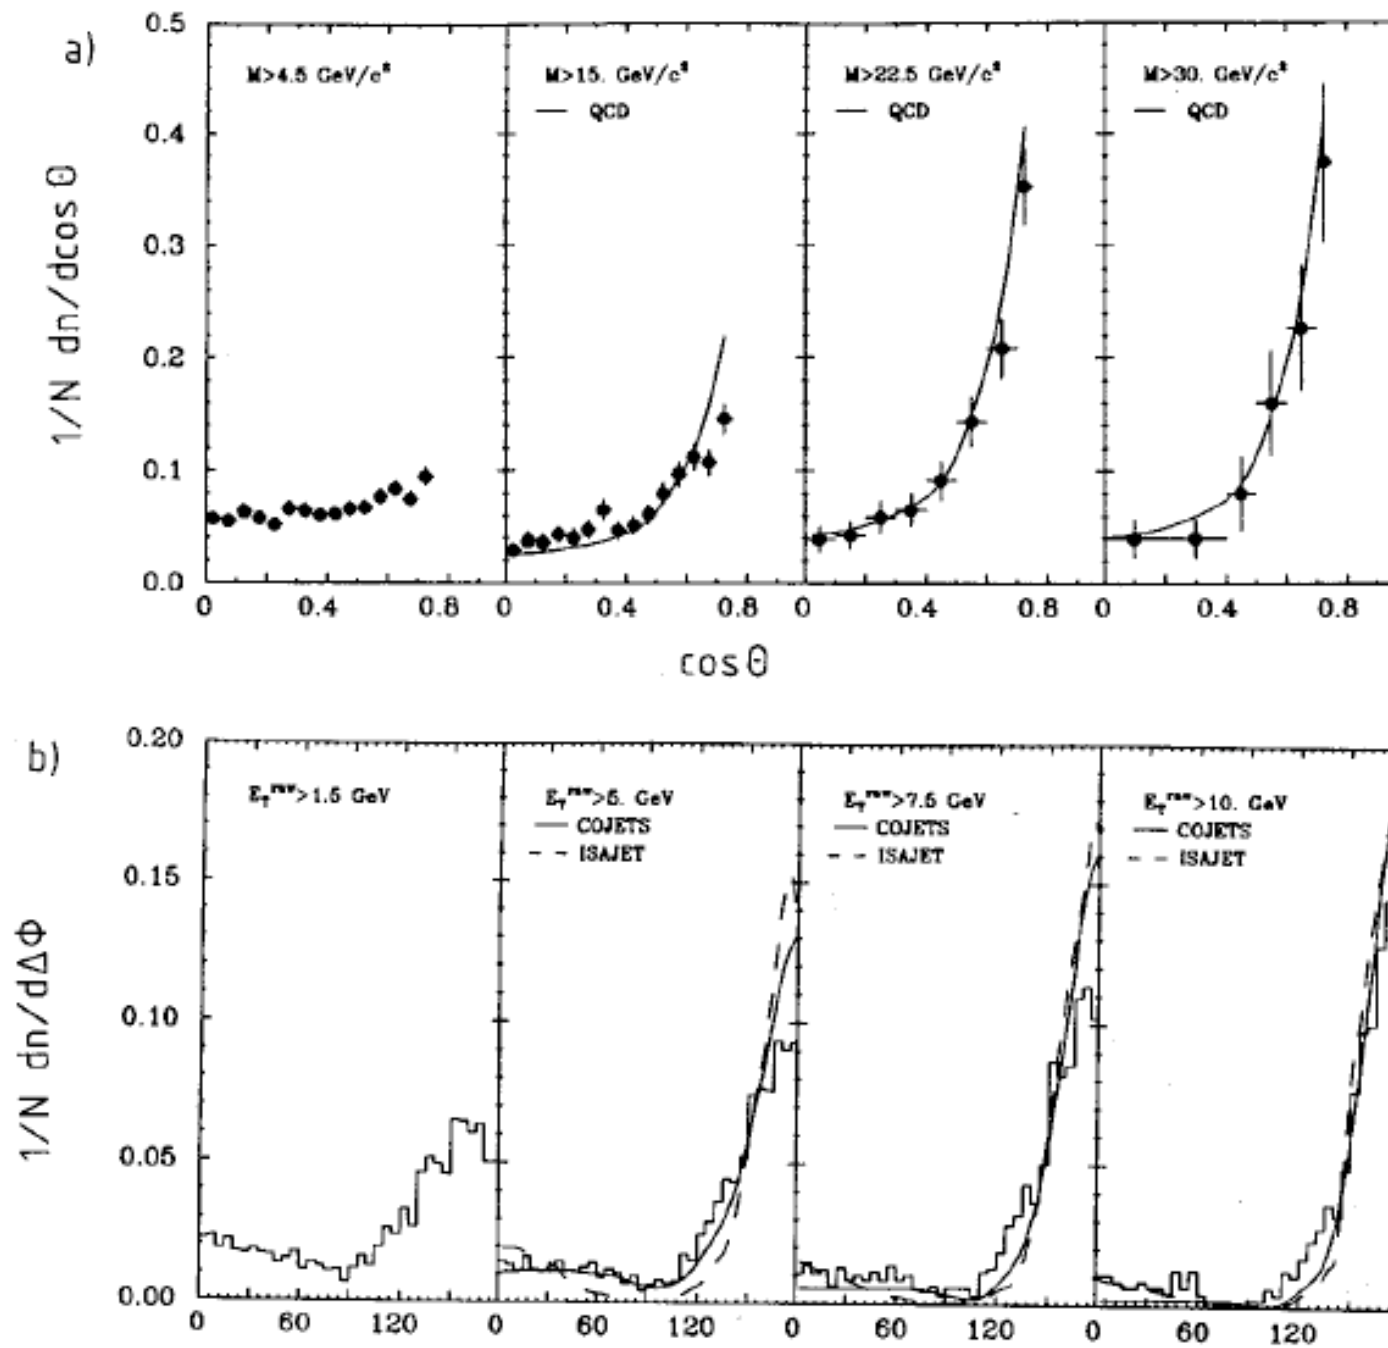 a)
1/N dn/dcosθ
0.5
0.4
0.3
0.2
0.1
0.0
M>4.5 GeV/c²
M>15. GeV/c²
QCD
M>22.5 GeV/c²
QCD
M>30. GeV/c²
QCD
0 0.4 0.8
0 0.4 0.8
0 0.4 0.8
0 0.4 0.8
cosθ
b)
1/N dn/dΔΦ
0.20
0.15
0.10
0.05
0.00
E_T^raw>1.5 GeV
E_T^raw>5. GeV
COJETS
ISAJET
E_T^raw>7.5 GeV
COJETS
ISAJET
E_T^raw>10. GeV
COJETS
ISAJET
0 60 120
0 60 120
0 60 120
0 60 120